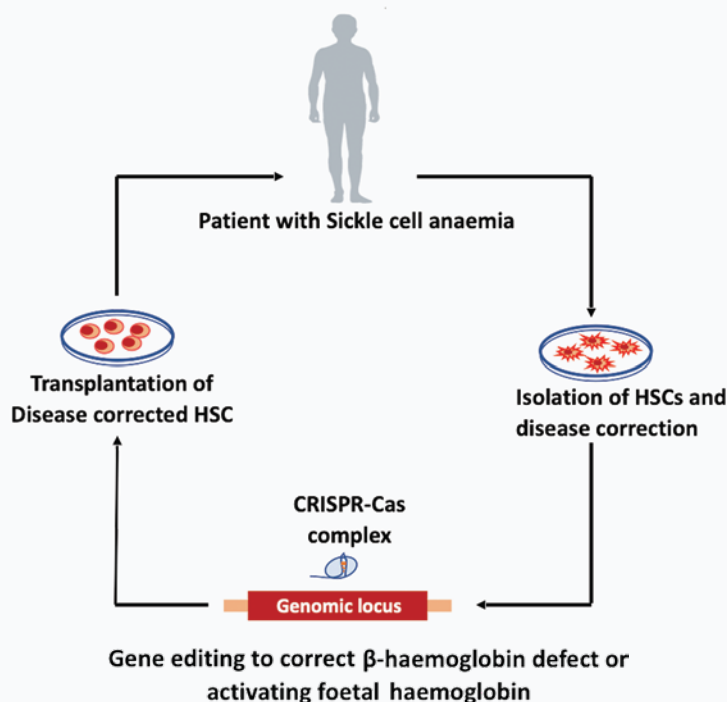 Patient with Sickle cell anaemia
Transplantation of
Disease corrected HSC
Isolation of HSCs and
disease correction
CRISPR-Cas
complex
Genomic locus
Gene editing to correct β-haemoglobin defect or
activating foetal haemoglobin